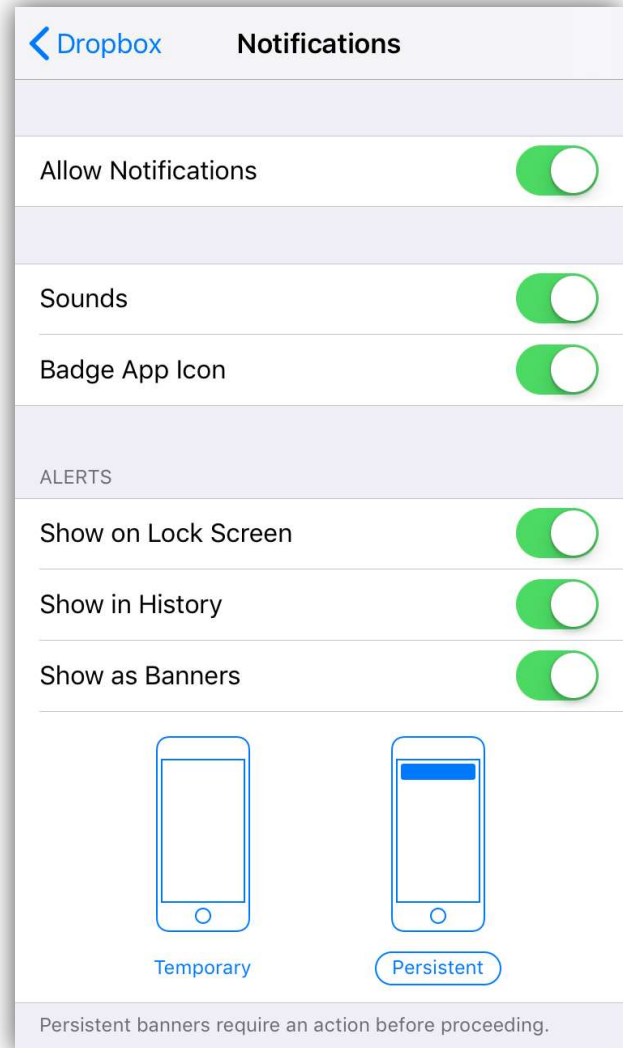 Dropbox Notifications
Allow Notifications
Sounds
Badge App Icon
ALERTS
Show on Lock Screen
Show in History
Show as Banners
Temporary Persistent
Persistent banners require an action before proceeding.